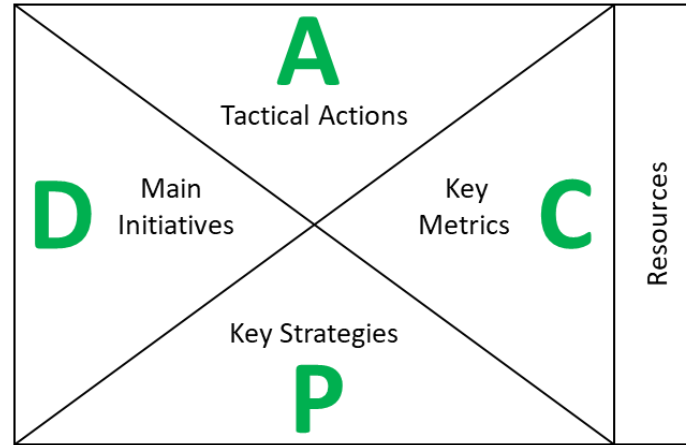 A
Tactical Actions
D
Main
Initiatives
Key
Metrics
C
Resources
Key Strategies
P